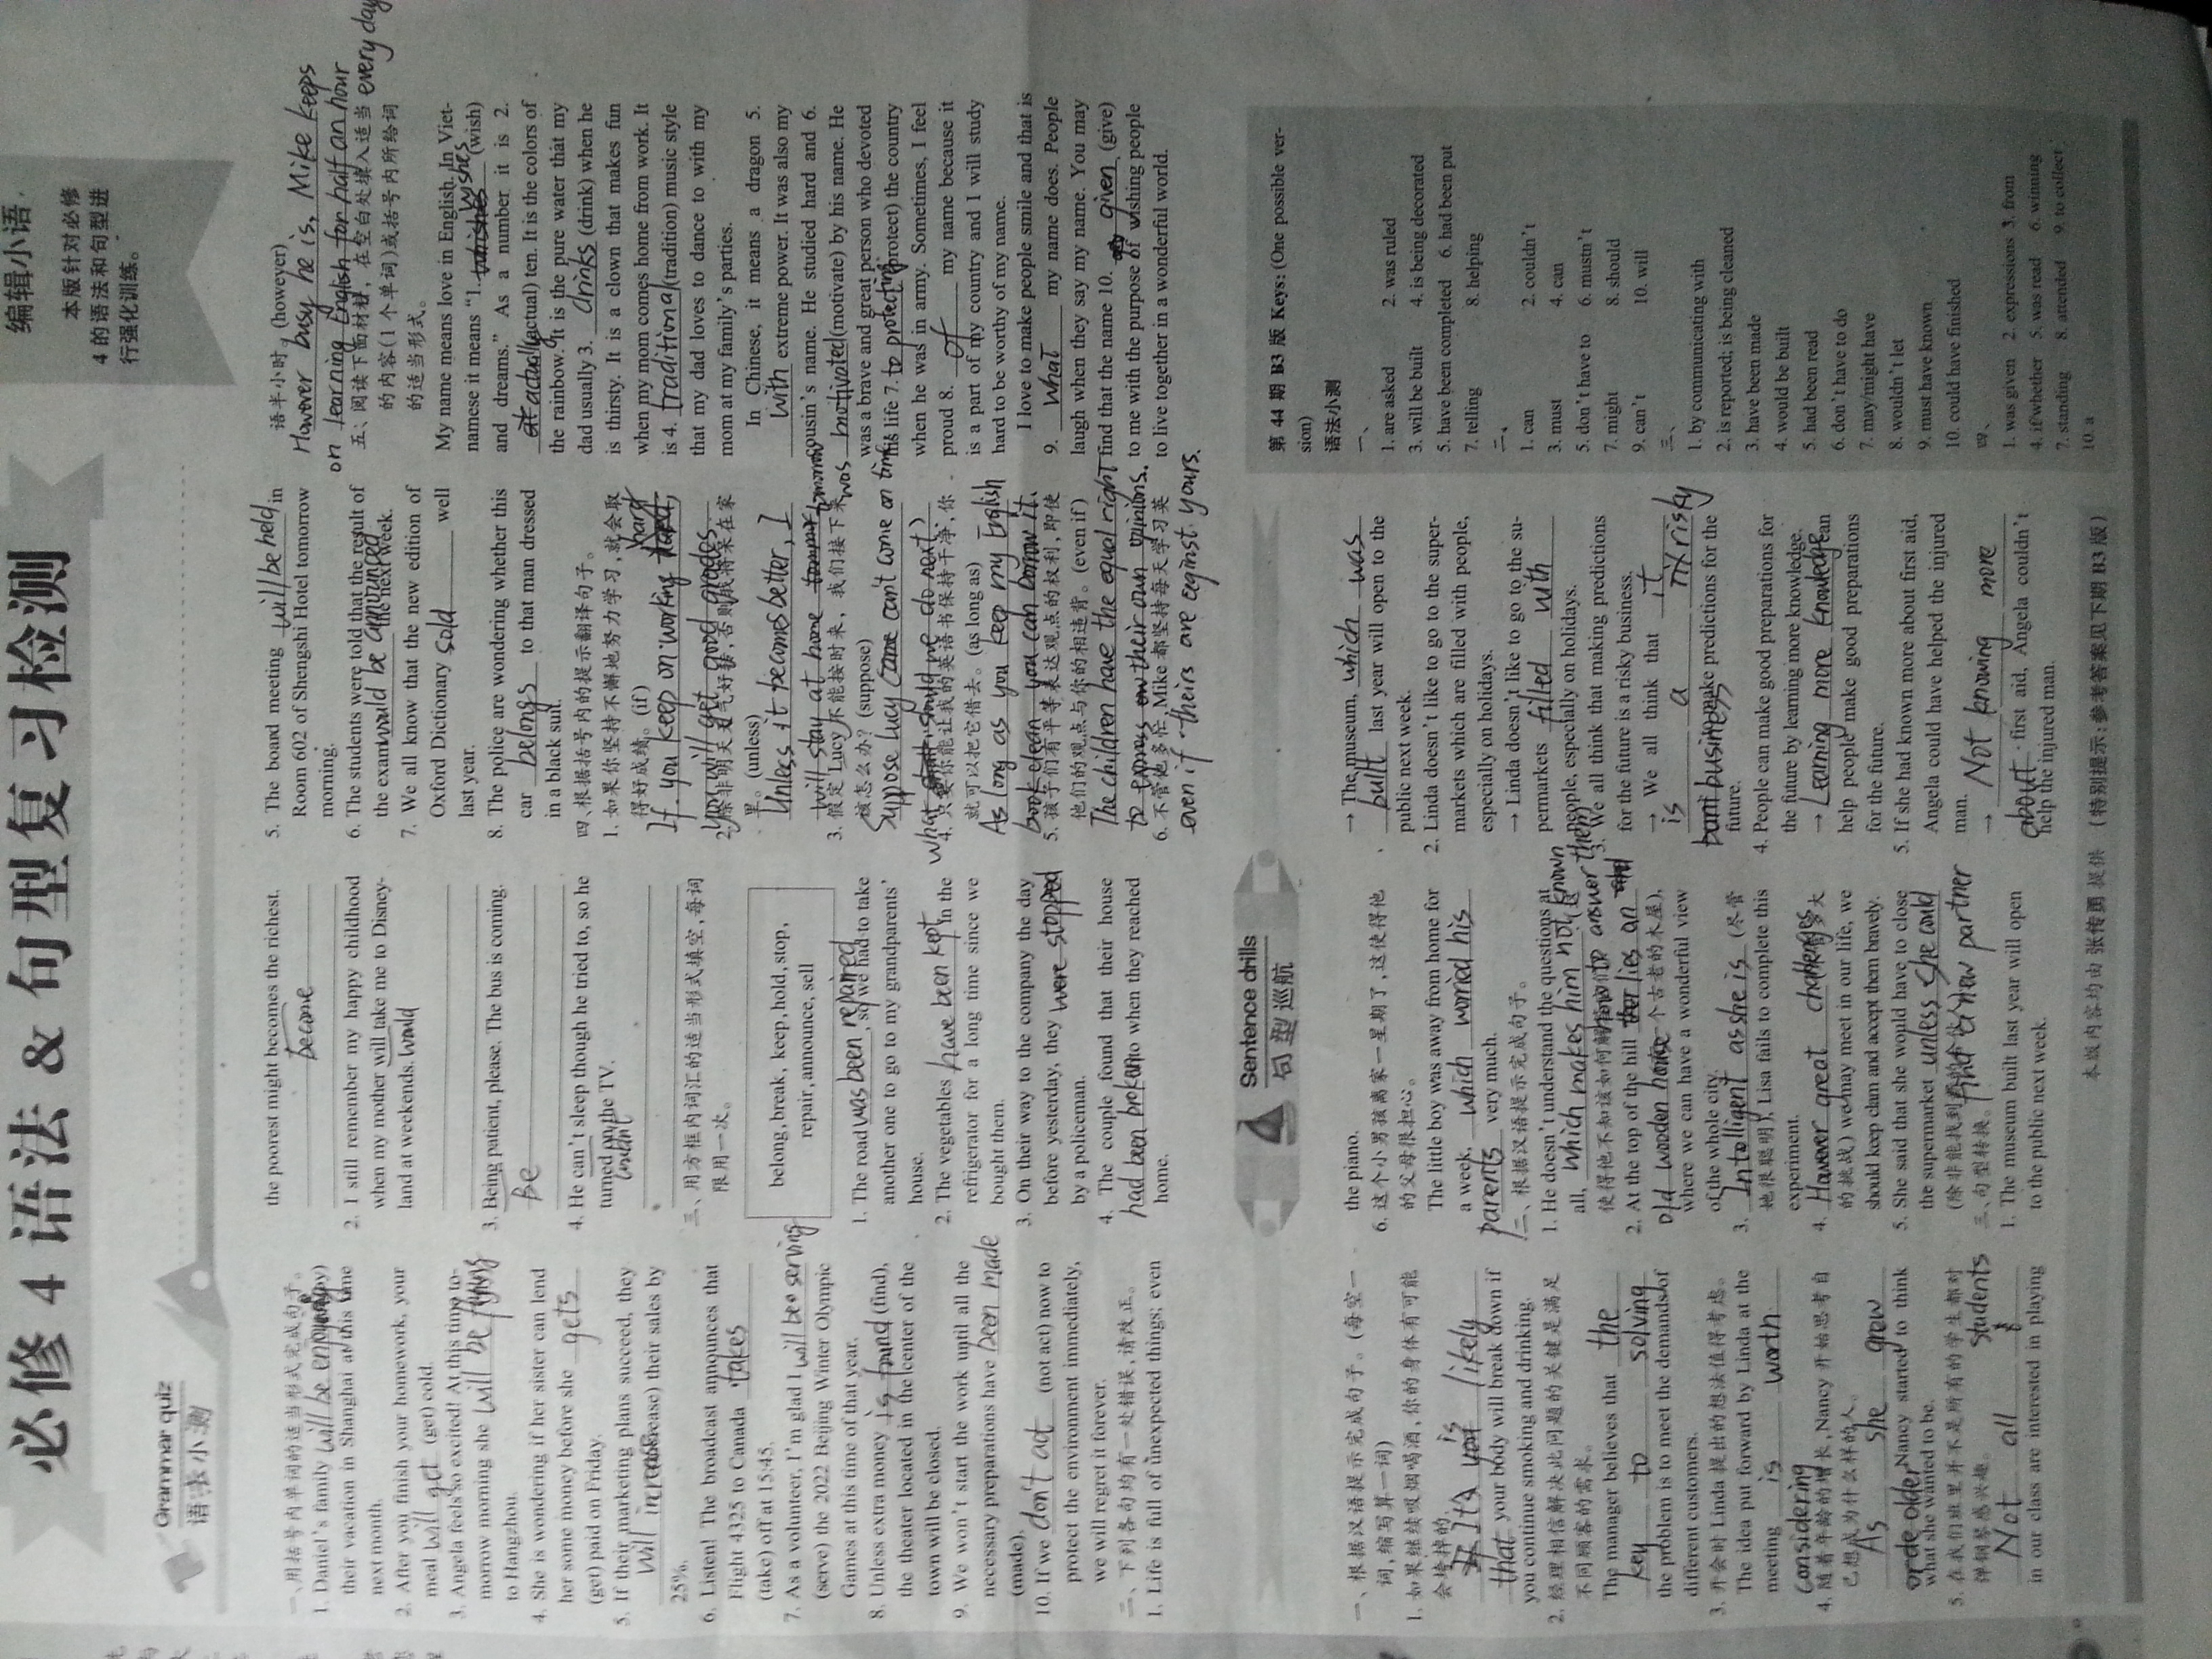 必修 4 语法 & 句型复习检测
编辑小语
本版针对必修
4 的语法和句型进
行强化训练。
Grammar quiz
语法小测
一、用括号内单词的适当形式完成句子。
1. Daniel's family will be enjoying
their vacation in Shanghai at this time
next month.
2. After you finish your homework, your
meal will get (get) cold.
3. Angela feels so excited! At this time to-
morrow morning she will be flying
to Hangzhou.
4. She is wondering if her sister can lend
her some money before she gets
(get) paid on Friday.
5. If their marketing plans succeed, they
will increase (increase) their sales by
25%.
6. Listen! The broadcast announces that
Flight 4325 to Canada takes
(take) off at 15:45.
7. As a volunteer, I'm glad I will be serving
(serve) the 2022 Beijing Winter Olympic
Games at this time of that year.
8. Unless extra money is found (find),
the theater located in the center of the
town will be closed.
9. We won't start the work until all the
necessary preparations have been made
(made).
10. If we don't act (not act) now to
protect the environment immediately,
we will regret it forever.
二、下列各句均有一处错误,请改正。
1. Life is full of unexpected things; even
the poorest might becomes the richest.
become
2. I still remember my happy childhood
when my mother will take me to Disney-
land at weekends. would
3. Being patient, please. The bus is coming.
Be
4. He can't sleep though he tried to, so he
turned on the TV.
couldn't
三、用方框内词汇的适当形式填空,每词
限用一次。
belong, break, keep, hold, stop,
repair, announce, sell
1. The road was been repaired, so we had to take
another one to go to my grandparents'
house.
2. The vegetables have been kept in the
refrigerator for a long time since we
bought them.
3. On their way to the company the day
before yesterday, they were stopped
by a policeman.
4. The couple found that their house
had been broken into when they reached
home.
5. The board meeting will be held in
Room 602 of Shengshi Hotel tomorrow
morning.
6. The students were told that the result of
the exam would be announced the next week.
7. We all know that the new edition of
Oxford Dictionary sold well
last year.
8. The police are wondering whether this
car belongs to that man dressed
in a black suit.
四、根据括号内的提示翻译句子。
1. 如果你坚持不懈地努力学习,就会取
得好成绩。(if)
If you keep on working hard,
you will get good grades.
2. 除非明天天气好转,否则我将呆在家
里。(unless)
Unless it becomes better, I
will stay at home tomorrow
3. 假定 Lucy 不能按时来, 我们接下来
该怎么办? (suppose)
Suppose Lucy can't come on time,
what should we do next?
4. 只要你能让我的英语书保持干净,你
就可以把它借去。(as long as)
As long as you keep my English
book clean you can borrow it.
5. 孩子们有平等表达观点的权利,即使
他们的观点与你的相违背。(even if)
The children have the equal right
to express their own opinions.
even if theirs are aginst yours.
6. 不管他多忙, Mike 都坚持每天学习英
语半小时。(however)
However busy he is, Mike keeps
on learning English for half an hour
every day
五、阅读下面材料, 在空白处填入适当
的内容(1 个单词)或括号内所给词
的适当形式。
My name means love in English. In Viet-
namese it means "1. wishes (wish)
and dreams." As a number it is 2.
actually (actual) ten. It is the colors of
the rainbow. It is the pure water that my
dad usually 3. drinks (drink) when he
is thirsty. It is a clown that makes fun
when my mom comes home from work. It
is 4. traditional (tradition) music style
that my dad loves to dance to with my
mom at my family's parties.
In Chinese, it means a dragon 5.
with extreme power. It was also my
cousin's name. He studied hard and 6.
was motivated (motivate) by his name. He
was a brave and great person who devoted
his life 7. to protecting (protect) the country
when he was in army. Sometimes, I feel
proud 8. of my name because it
is a part of my country and I will study
hard to be worthy of my name.
I love to make people smile and that is
9. what my name does. People
laugh when they say my name. You may
find that the name 10. given (give)
to me with the purpose of wishing people
to live together in a wonderful world.
Sentence drills
句型巡航
一、根据汉语提示完成句子。(每空一
词,缩写算一词)
1. 如果继续吸烟喝酒,你的身体有可能
会垮掉的。
It is likely
that your body will break down if
you continue smoking and drinking.
2. 经理相信解决此问题的关键是满足
不同顾客的需求。
The manager believes that the
key to solving
the problem is to meet the demands of
different customers.
3. 开会时 Linda 提出的想法值得考虑。
The idea put forward by Linda at the
meeting is worth
considering
4. 随着年龄的增长, Nancy 开始思考自
己想成为什么样的人。
As she grew
older Nancy started to think
what she wanted to be.
5. 在我们班里并不是所有的学生都对
弹钢琴感兴趣。
Not all students
in our class are interested in playing
the piano.
6. 这个小男孩离家一星期了,这使得他
的父母很担心。
The little boy was away from home for
a week, which worried his
parents very much.
二、根据汉语提示完成句子。
1. He doesn't understand the questions at
all, which makes him not known
how to answer them (这
使得他不知该如何解答它们).
2. At the top of the hill lies an
old wooden house (有一个古老的木屋),
where we can have a wonderful view
of the whole city.
3. Intelligent as she is (尽管
她很聪明), Lisa fails to complete this
experiment.
4. However great challenges (不管多大
的挑战) we may meet in our life, we
should keep clam and accept them bravely.
5. She said that she would have to close
the supermarket unless she could
find a new partner
三、句型转换。
1. The museum built last year will open
to the public next week.
→ The museum, which was
built last year will open to the
public next week.
2. Linda doesn't like to go to the super-
markets which are filled with people,
especially on holidays.
→ Linda doesn't like to go to the su-
permarkets filled with
people, especially on holidays.
3. We all think that making predictions
for the future is a risky business.
→ We all think that it
is a risky
business to make predictions for the
future.
4. People can make good preparations for
the future by learning more knowledge.
→ Learning more knowledge can
help people make good preparations
for the future.
5. If she had known more about first aid,
Angela could have helped the injured
man.
→ Not knowing more
about first aid, Angela couldn't
help the injured man.
第 44 期 B3 版 Keys: (One possible ver-
sion)
语法小测
一、
1. are asked 2. was ruled
3. will be built 4. is being decorated
5. have been completed 6. had been put
7. telling 8. helping
二、
1. can 2. couldn't
3. must 4. can
5. don't have to 6. mustn't
7. might 8. should
9. can't 10. will
三、
1. by communicating with
2. is reported; is being cleaned
3. have been made
4. would be built
5. had been read
6. don't have to do
7. may/might have
8. wouldn't let
9. must have known
10. could have finished
四、
1. was given 2. expressions 3. from
4. if/whether 5. was read 6. winning
7. standing 8. attended 9. to collect
10. a
本版内容均由 张传勇 提供 (特别提示:参考答案见下期 B3 版)